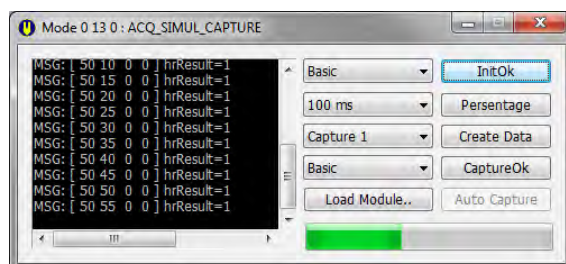 Mode 0 13 0 : ACQ_SIMUL_CAPTURE
MSG: [ 50 10 0 0 ] hrResult=1
MSG: [ 50 15 0 0 ] hrResult=1
MSG: [ 50 20 0 0 ] hrResult=1
MSG: [ 50 25 0 0 ] hrResult=1
MSG: [ 50 30 0 0 ] hrResult=1
MSG: [ 50 35 0 0 ] hrResult=1
MSG: [ 50 40 0 0 ] hrResult=1
MSG: [ 50 45 0 0 ] hrResult=1
MSG: [ 50 50 0 0 ] hrResult=1
MSG: [ 50 55 0 0 ] hrResult=1
Basic
InitOk
100 ms
Persentage
Capture 1
Create Data
Basic
CaptureOk
Load Module..
Auto Capture